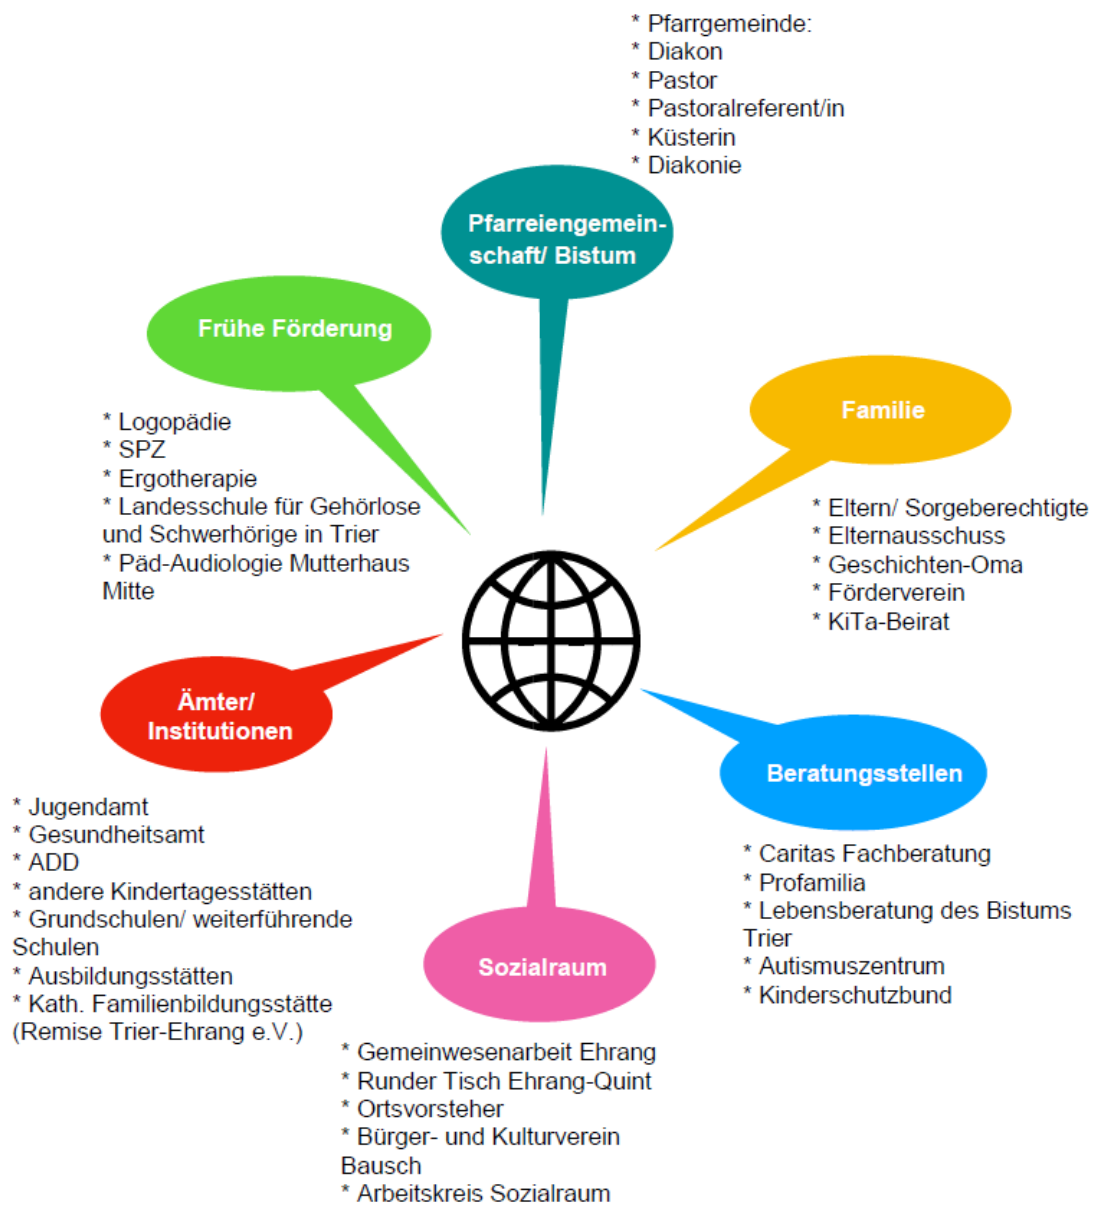 * Pfarrgemeinde:
* Diakon
* Pastor
* Pastoralreferent/in
* Küsterin
* Diakonie
Pfarreiengemein-
schaft/ Bistum
Frühe Förderung
* Logopädie
* SPZ
* Ergotherapie
* Landesschule für Gehörlose
und Schwerhörige in Trier
* Päd-Audiologie Mutterhaus
Mitte
Familie
* Eltern/ Sorgeberechtigte
* Elternausschuss
* Geschichten-Oma
* Förderverein
* KiTa-Beirat
Ämter/
Institutionen
* Jugendamt
* Gesundheitsamt
* ADD
* andere Kindertagesstätten
* Grundschulen/ weiterführende
Schulen
* Ausbildungsstätten
* Kath. Familienbildungsstätte
(Remise Trier-Ehrang e.V.)
Beratungsstellen
* Caritas Fachberatung
* Profamilia
* Lebensberatung des Bistums
Trier
* Autismuszentrum
* Kinderschutzbund
Sozialraum
* Gemeinwesenarbeit Ehrang
* Runder Tisch Ehrang-Quint
* Ortsvorsteher
* Bürger- und Kulturverein
Bausch
* Arbeitskreis Sozialraum